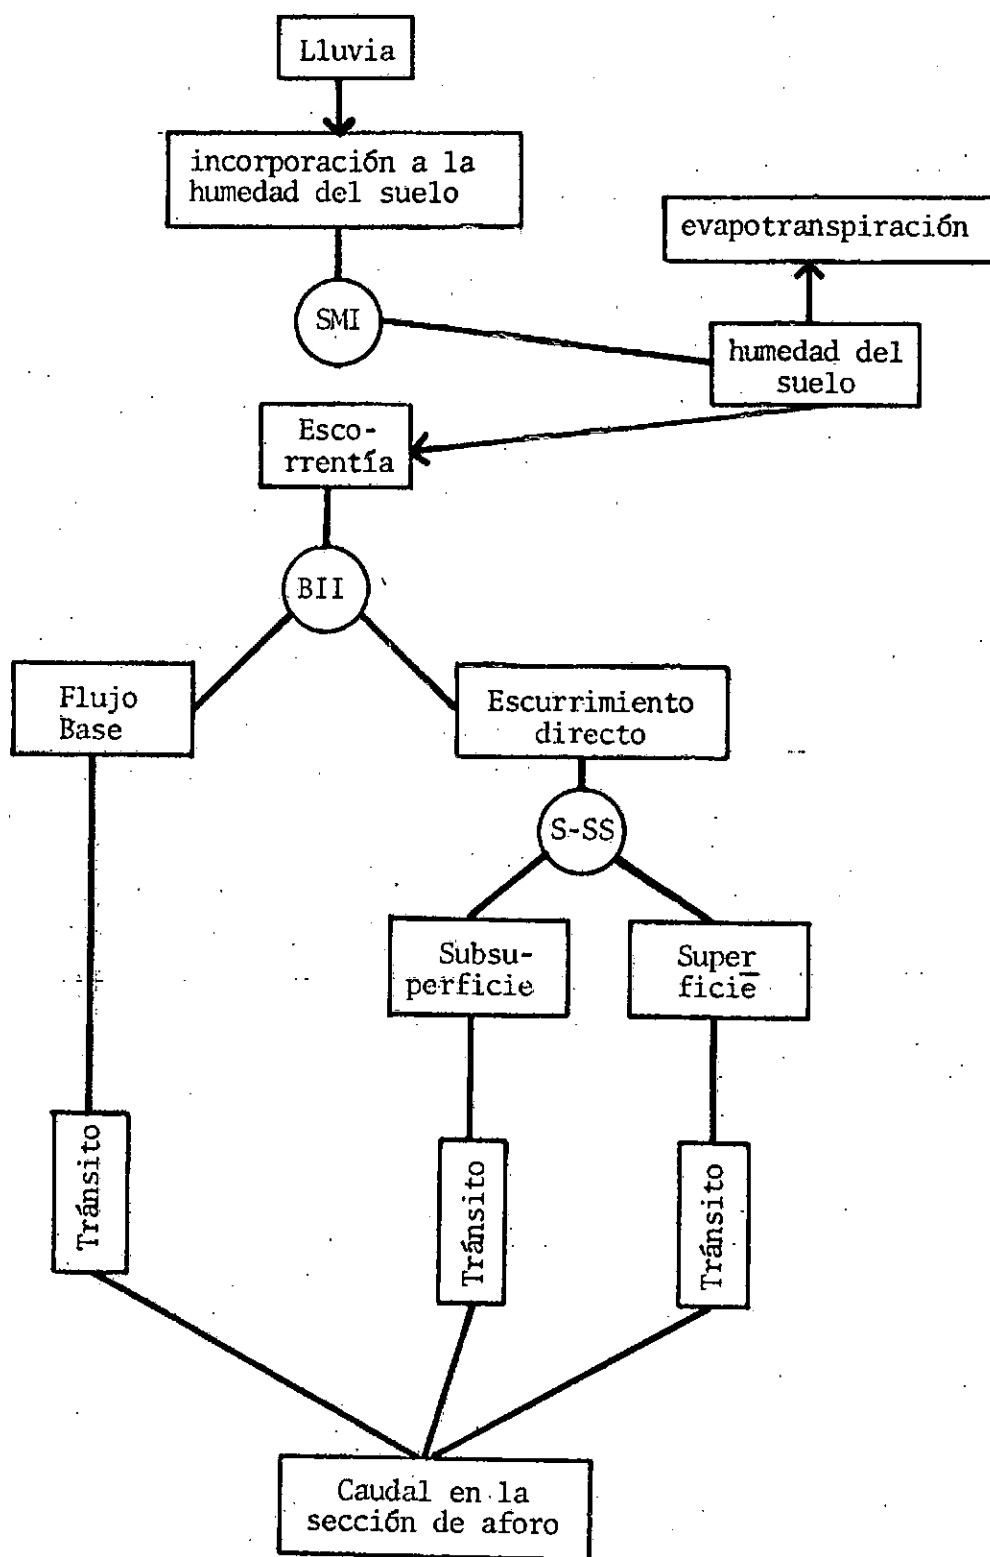 Lluvia
incorporación a la
humedad del suelo
evapotranspiración
SMI
humedad del
suelo
Esco-
rrentía
BII
Flujo
Base
Escurrimiento
directo
S-SS
Subsu-
perficie
Super
ficie
Tránsito
Tránsito
Tránsito
Caudal en la
sección de aforo